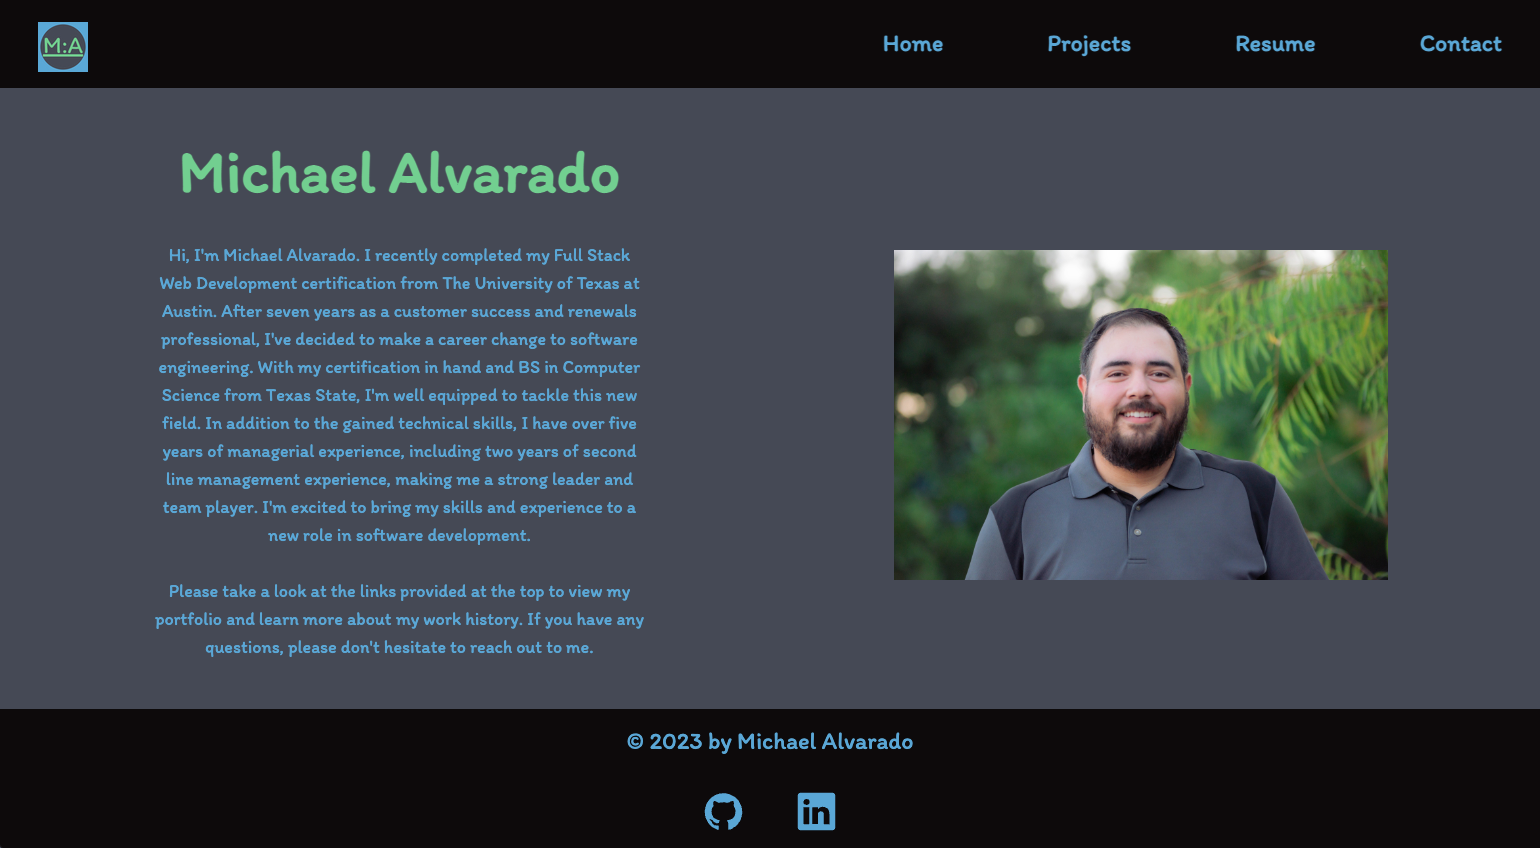 M:A
Home
Projects
Resume
Contact
Michael Alvarado
Hi, I'm Michael Alvarado. I recently completed my Full Stack
Web Development certification from The University of Texas at
Austin. After seven years as a customer success and renewals
professional, I've decided to make a career change to software
engineering. With my certification in hand and BS in Computer
Science from Texas State, I'm well equipped to tackle this new
field. In addition to the gained technical skills, I have over five
years of managerial experience, including two years of second
line management experience, making me a strong leader and
team player. I'm excited to bring my skills and experience to a
new role in software development.
Please take a look at the links provided at the top to view my
portfolio and learn more about my work history. If you have any
questions, please don't hesitate to reach out to me.
© 2023 by Michael Alvarado
in